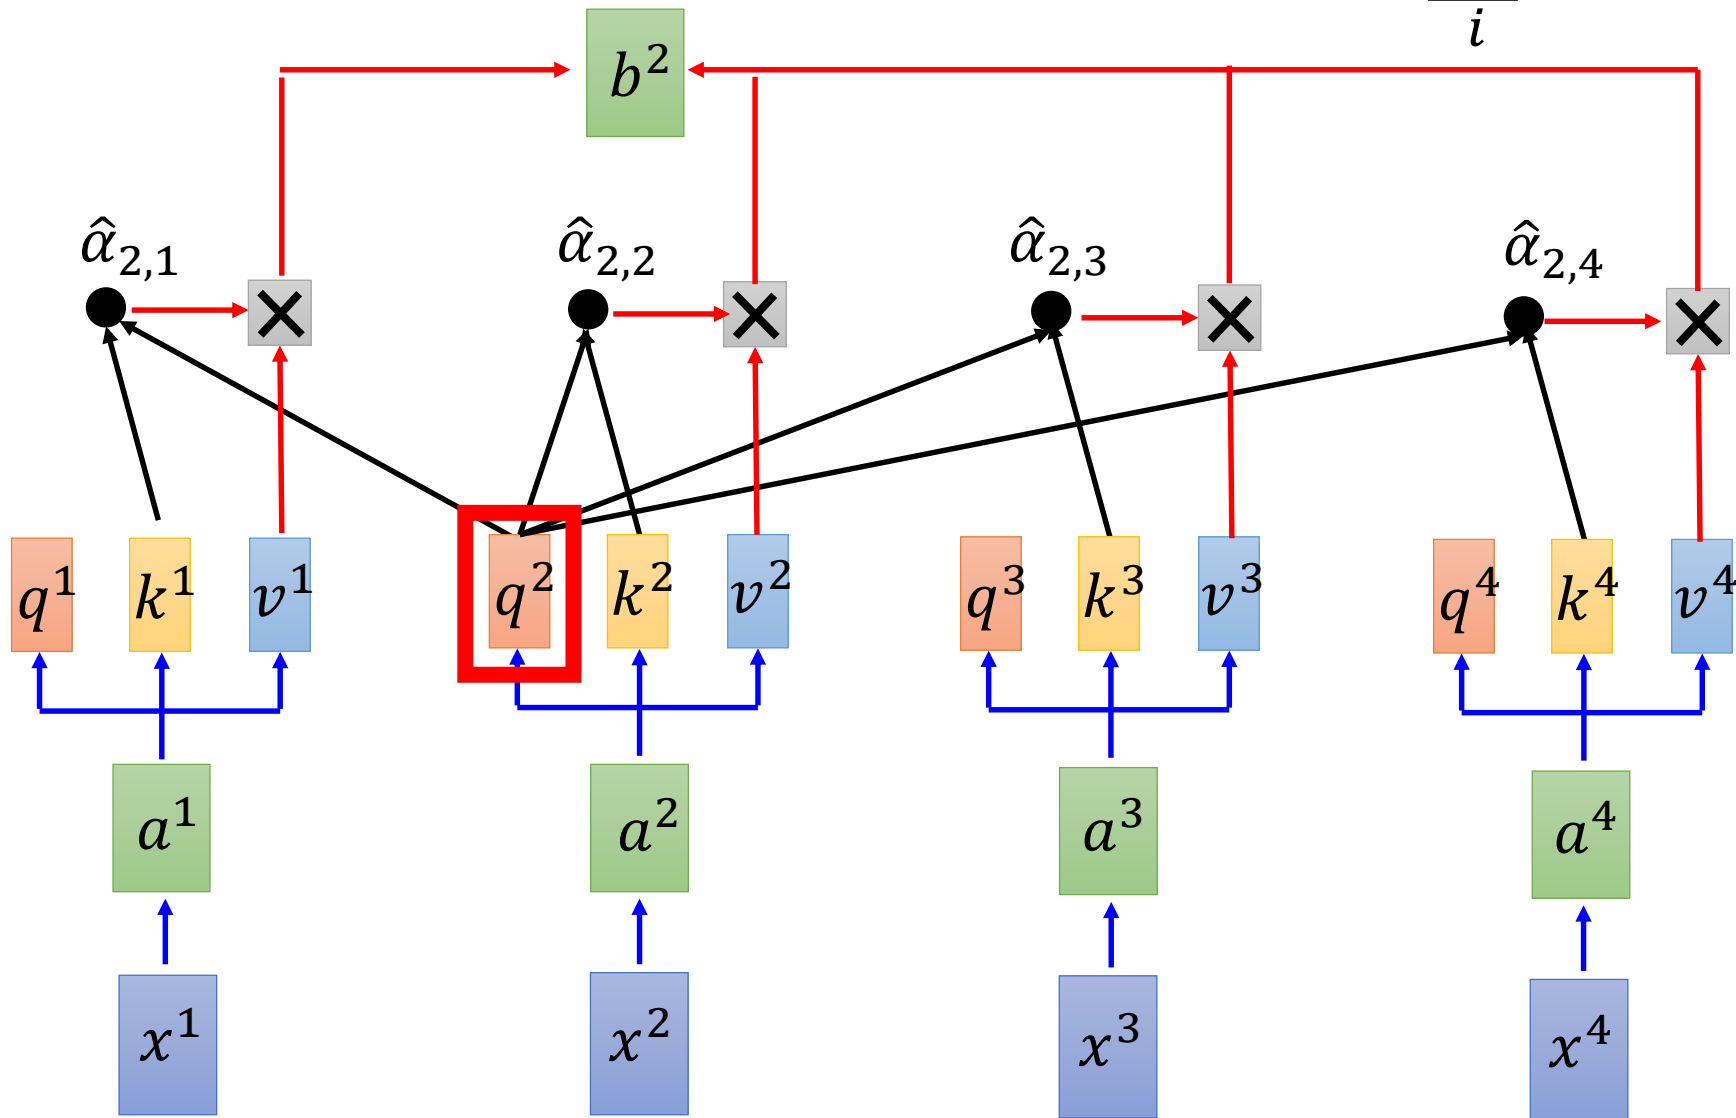 i
b²
α̂₂,₁ α̂₂,₂ α̂₂,₃ α̂₂,₄
× × × ×
q¹ k¹ v¹ q² k² v² q³ k³ v³ q⁴ k⁴ v⁴
a¹ a² a³ a⁴
x¹ x² x³ x⁴